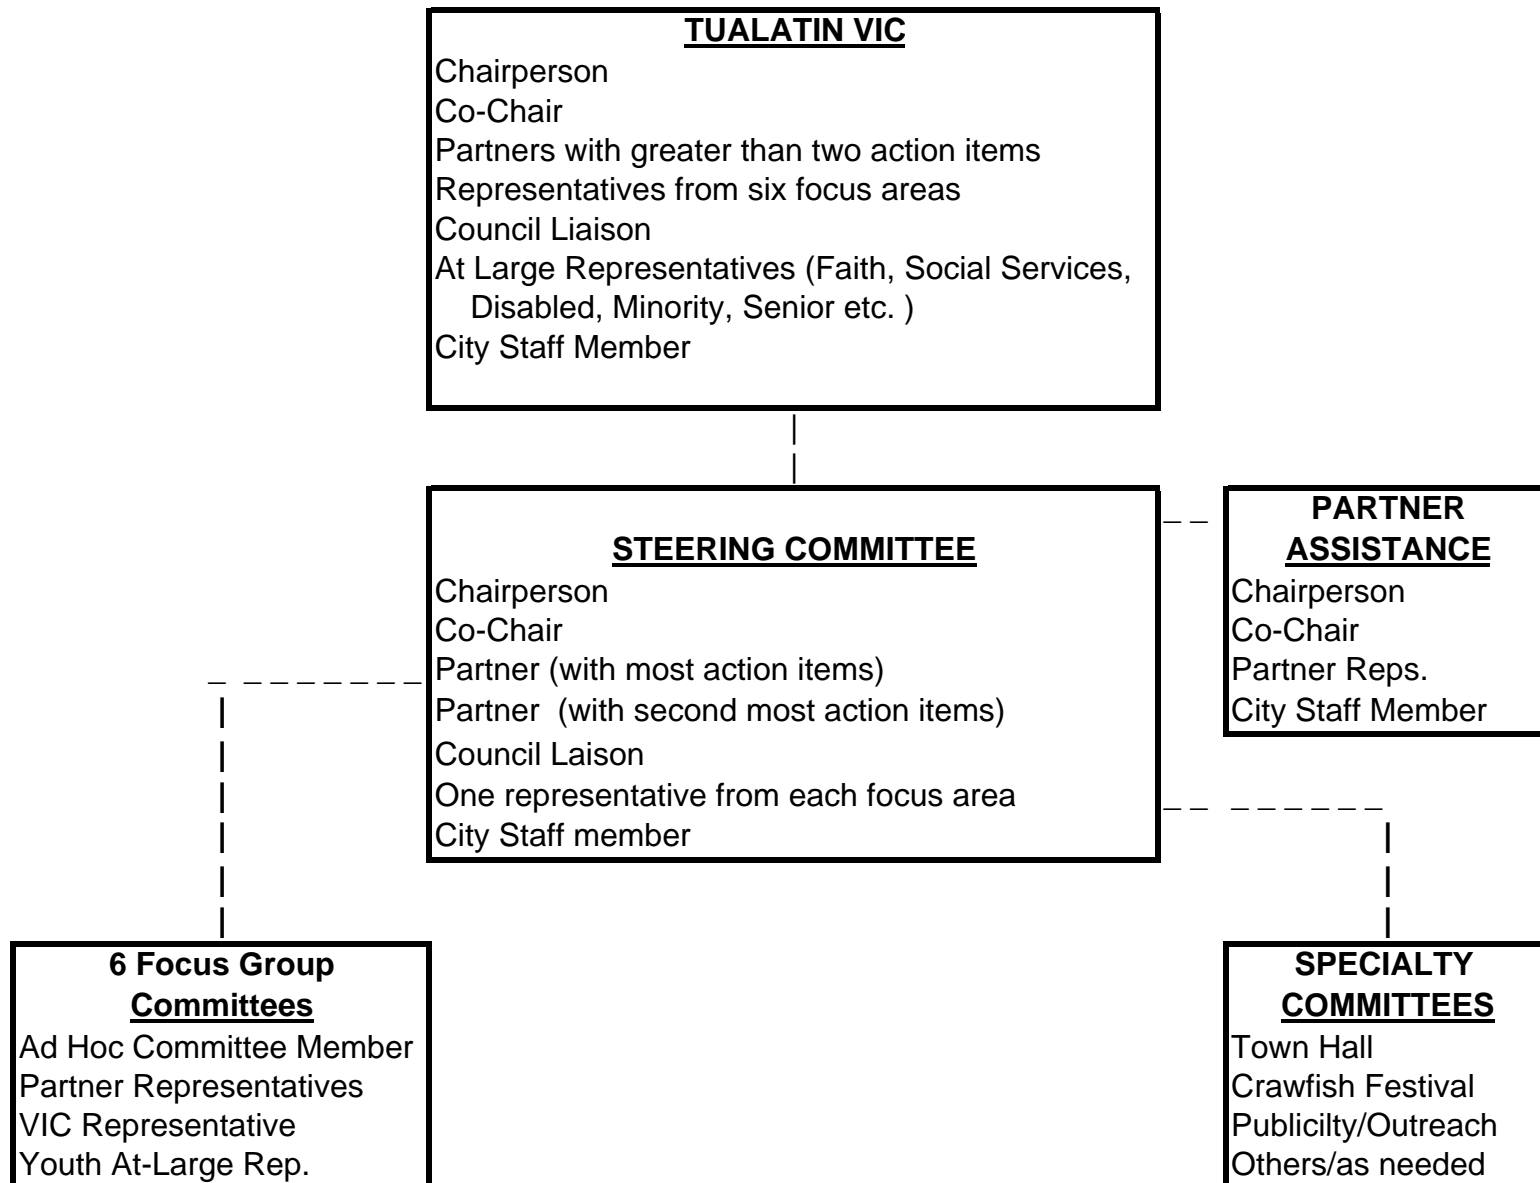 TUALATIN VIC
Chairperson
Co-Chair
Partners with greater than two action items
Representatives from six focus areas
Council Liaison
At Large Representatives (Faith, Social Services,
Disabled, Minority, Senior etc. )
City Staff Member
STEERING COMMITTEE
Chairperson
Co-Chair
Partner (with most action items)
Partner  (with second most action items)
Council Laison
One representative from each focus area
City Staff member
PARTNER
ASSISTANCE
Chairperson
Co-Chair
Partner Reps.
City Staff Member
6 Focus Group
Committees
Ad Hoc Committee Member
Partner Representatives
VIC Representative
Youth At-Large Rep.
SPECIALTY
COMMITTEES
Town Hall
Crawfish Festival
Publicilty/Outreach
Others/as needed